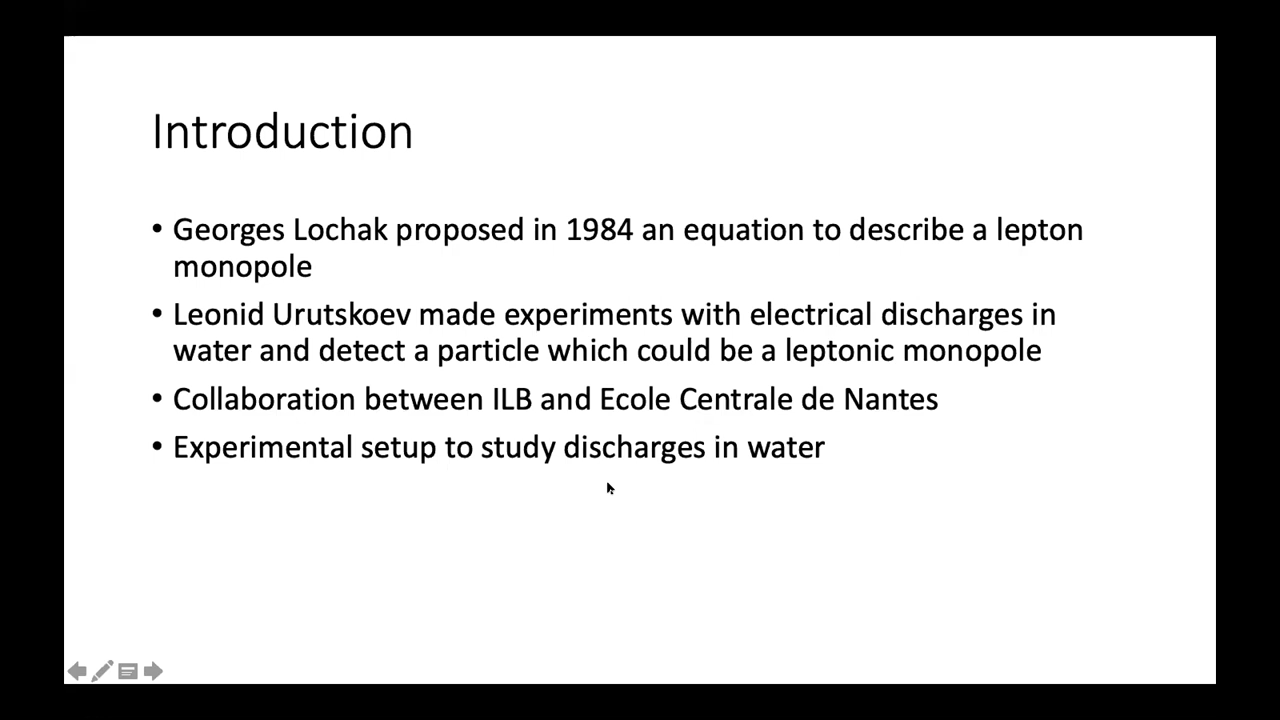 Introduction
• Georges Lochak proposed in 1984 an equation to describe a lepton
monopole
• Leonid Urutskoev made experiments with electrical discharges in
water and detect a particle which could be a leptonic monopole
• Collaboration between ILB and Ecole Centrale de Nantes
• Experimental setup to study discharges in water